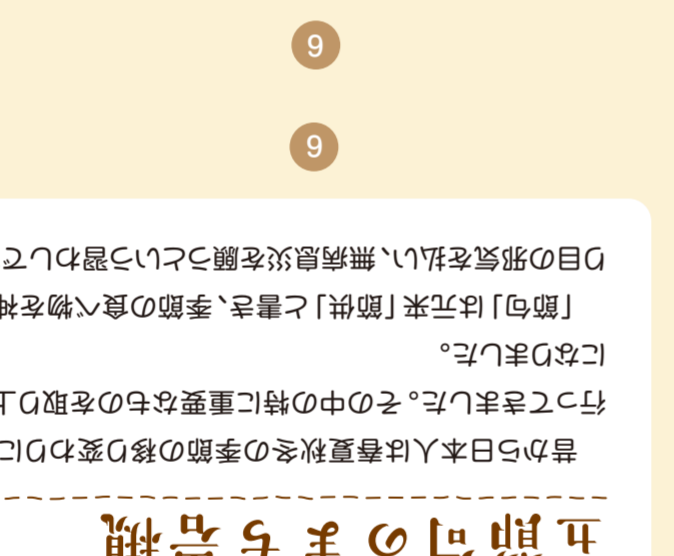 五節句のまち岩槻
昔から日本人は春夏秋冬の季節の移り変わりに
行ってきました。その中の特に重要なものを取り上
になりました。
「節句」は元来「節供」と書き、季節の食べ物を神
り目の邪気を払い、無病息災を願うという習わしで
6
6